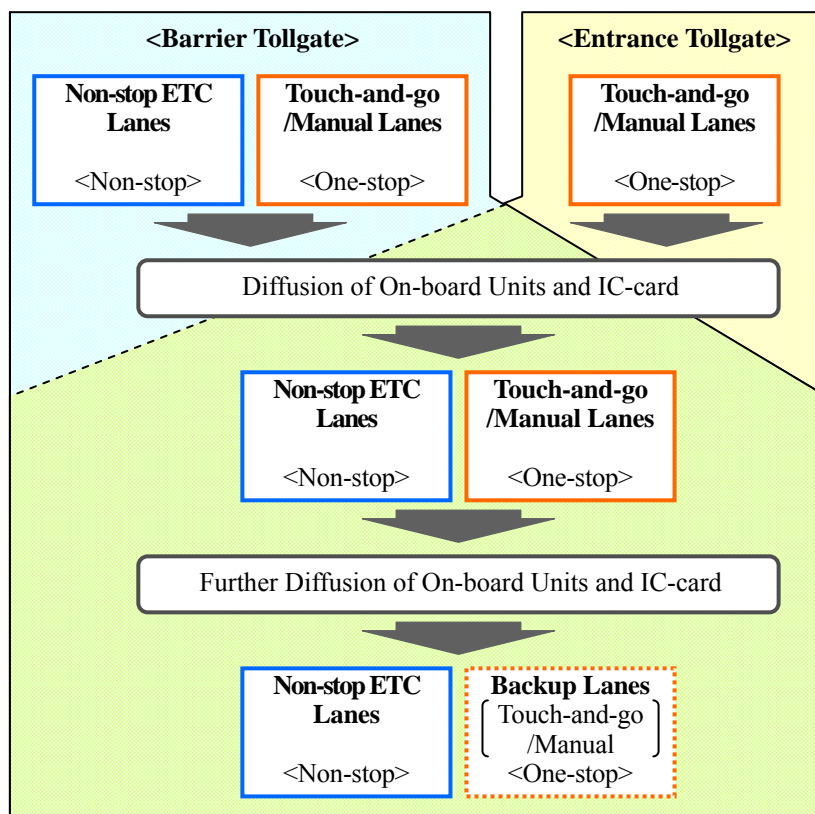 <Barrier Tollgate>
<Entrance Tollgate>
Non-stop ETC
Lanes
<Non-stop>
Touch-and-go
/Manual Lanes
<One-stop>
Touch-and-go
/Manual Lanes
<One-stop>
Diffusion of On-board Units and IC-card
Non-stop ETC
Lanes
<Non-stop>
Touch-and-go
/Manual Lanes
<One-stop>
Further Diffusion of On-board Units and IC-card
Non-stop ETC
Lanes
<Non-stop>
Backup Lanes
Touch-and-go
/Manual
<One-stop>